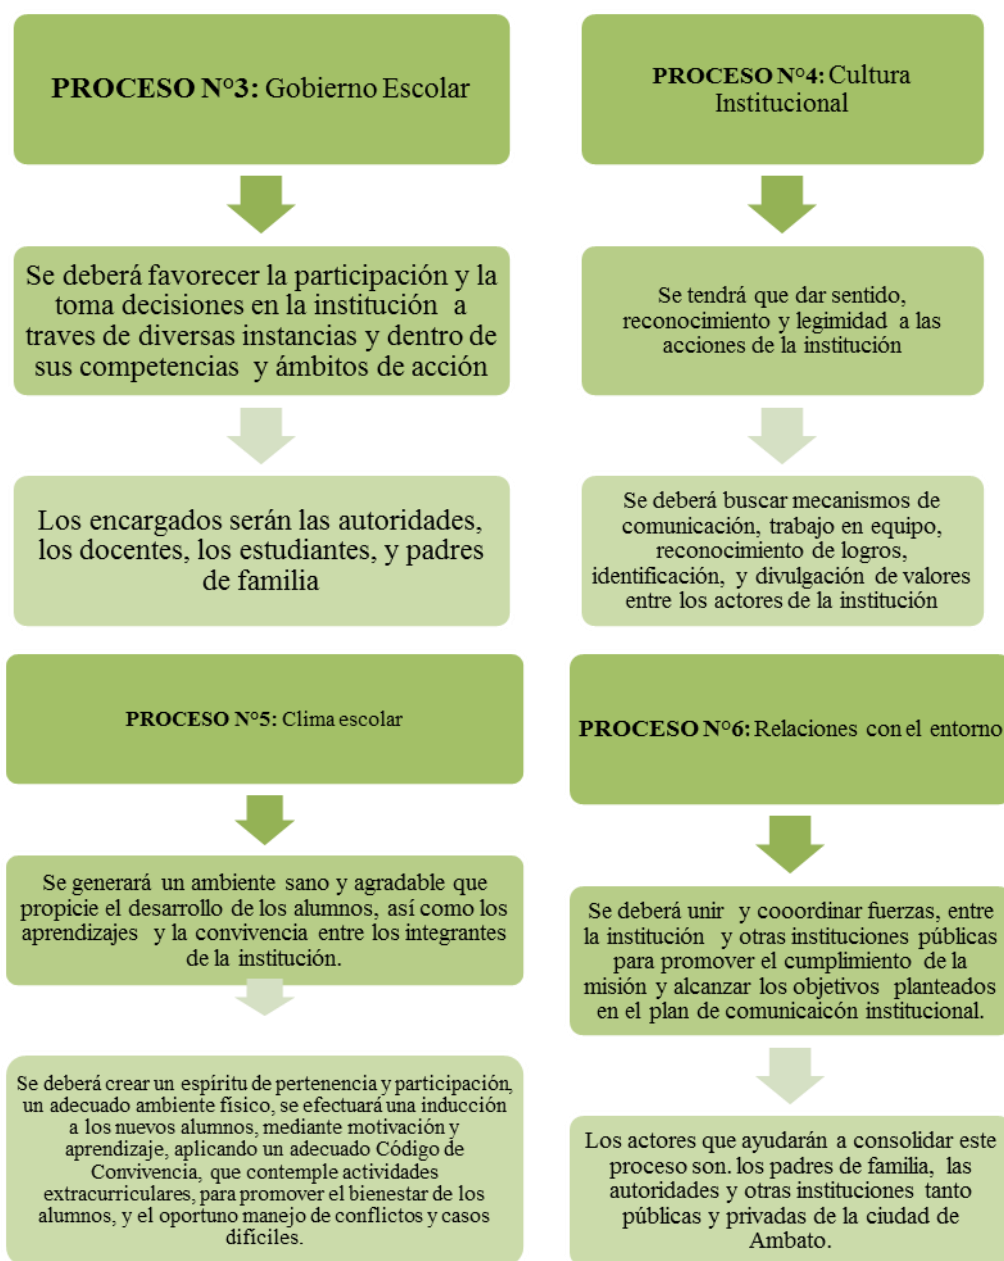 PROCESO N°3: Gobierno Escolar
Se deberá favorecer la participación y la
toma decisiones en la institución a
traves de diversas instancias y dentro de
sus competencias y ámbitos de acción
Los encargados serán las autoridades,
los docentes, los estudiantes, y padres
de familia
PROCESO N°4: Cultura
Institucional
Se tendrá que dar sentido,
reconocimiento y legimidad a las
acciones de la institución
Se deberá buscar mecanismos de
comunicación, trabajo en equipo,
reconocimiento de logros,
identificación, y divulgación de valores
entre los actores de la institución
PROCESO N°5: Clima escolar
Se generará un ambiente sano y agradable que
propicie el desarrollo de los alumnos, así como los
aprendizajes y la convivencia entre los integrantes
de la institución.
Se deberá crear un espíritu de pertenencia y participación,
un adecuado ambiente físico, se efectuará una inducción
a los nuevos alumnos, mediante motivación y
aprendizaje, aplicando un adecuado Código de
Convivencia, que contemple actividades
extracurriculares, para promover el bienestar de los
alumnos, y el oportuno manejo de conflictos y casos
difíciles.
PROCESO N°6: Relaciones con el entorno
Se deberá unir y cooordinar fuerzas, entre
la institución y otras instituciones públicas
para promover el cumplimiento de la
misión y alcanzar los objetivos planteados
en el plan de comunicaicón institucional.
Los actores que ayudarán a consolidar este
proceso son. los padres de familia, las
autoridades y otras instituciones tanto
públicas y privadas de la ciudad de
Ambato.